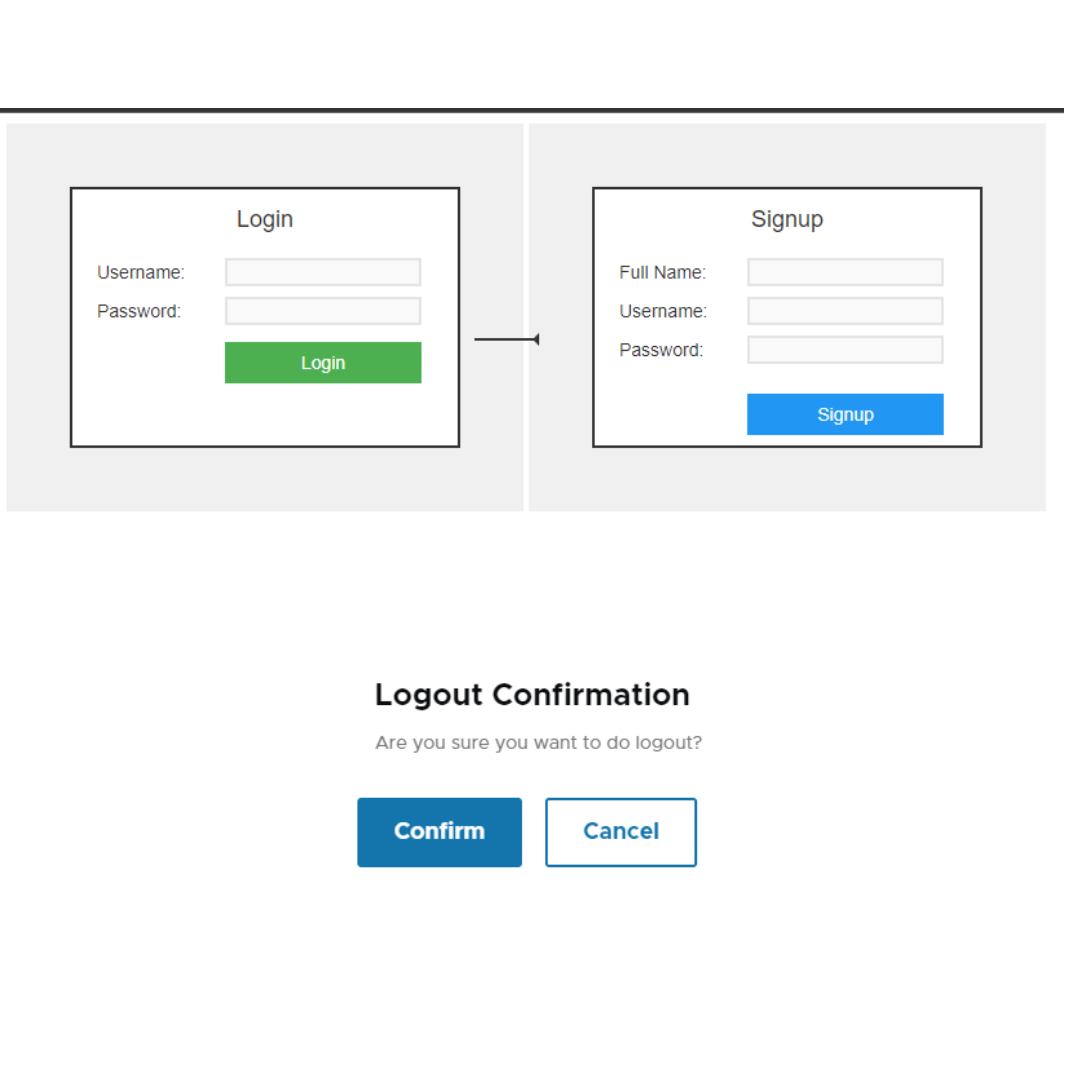 Login
Username:
Password:
Login
Signup
Full Name:
Username:
Password:
Signup
Logout Confirmation
Are you sure you want to do logout?
Confirm
Cancel